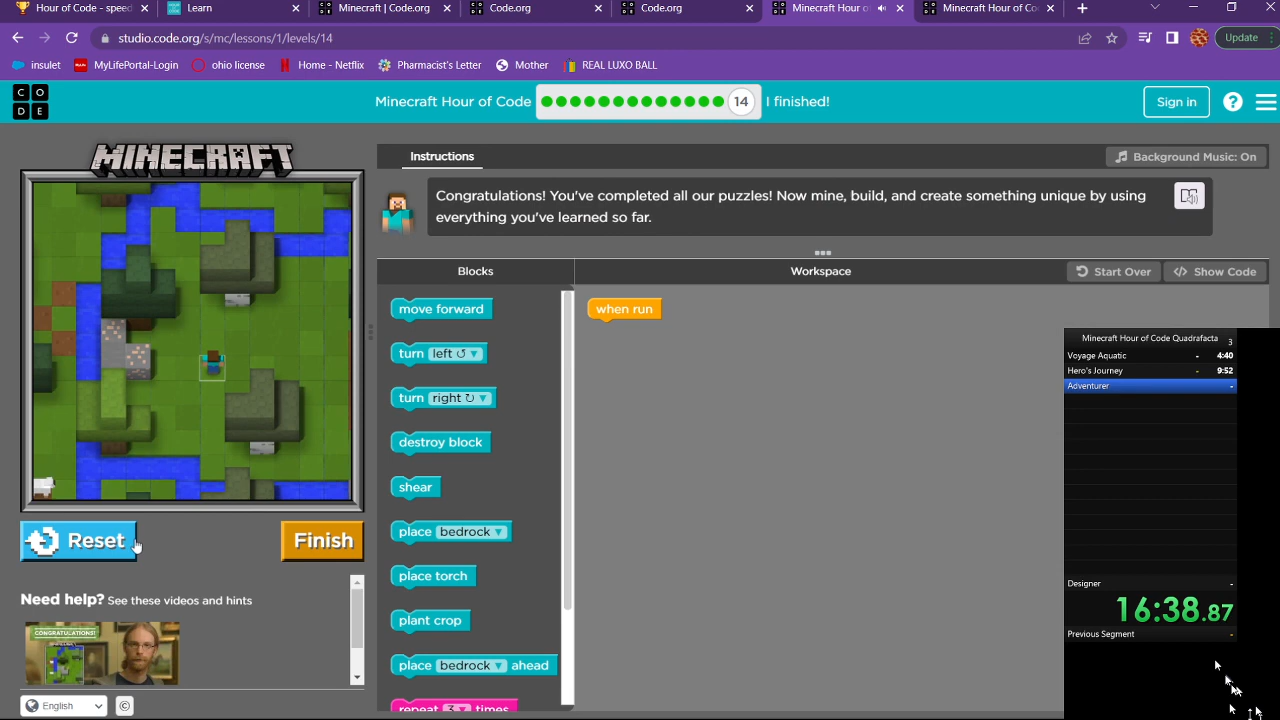 Hour of Code - speed
Learn
Minecraft | Code.org
Code.org
Code.org
Minecraft Hour of
Minecraft Hour of Co
studio.code.org/s/mc/lessons/1/levels/14
Update
insulet
MyLifePortal-Login
ohio license
Home - Netflix
Pharmacist's Letter
Mother
REAL LUXO BALL
C O
D E
Minecraft Hour of Code
14
I finished!
Sign in
MINECRAFT
Instructions
Background Music: On
Congratulations! You've completed all our puzzles! Now mine, build, and create something unique by using
everything you've learned so far.
Blocks
Workspace
Start Over
</> Show Code
move forward
when run
turn left ↺ ▼
turn right ↻ ▼
destroy block
shear
place bedrock ▼
place torch
plant crop
place bedrock ▼ ahead
repeat 3 ▼ times
Reset
Finish
Need help? See these videos and hints
CONGRATULATIONS!
English
©
Minecraft Hour of Code Quadrafacta
3
Voyage Aquatic - 4:40
Hero's Journey - 9:52
Adventurer -
Designer -
16:38.87
Previous Segment -